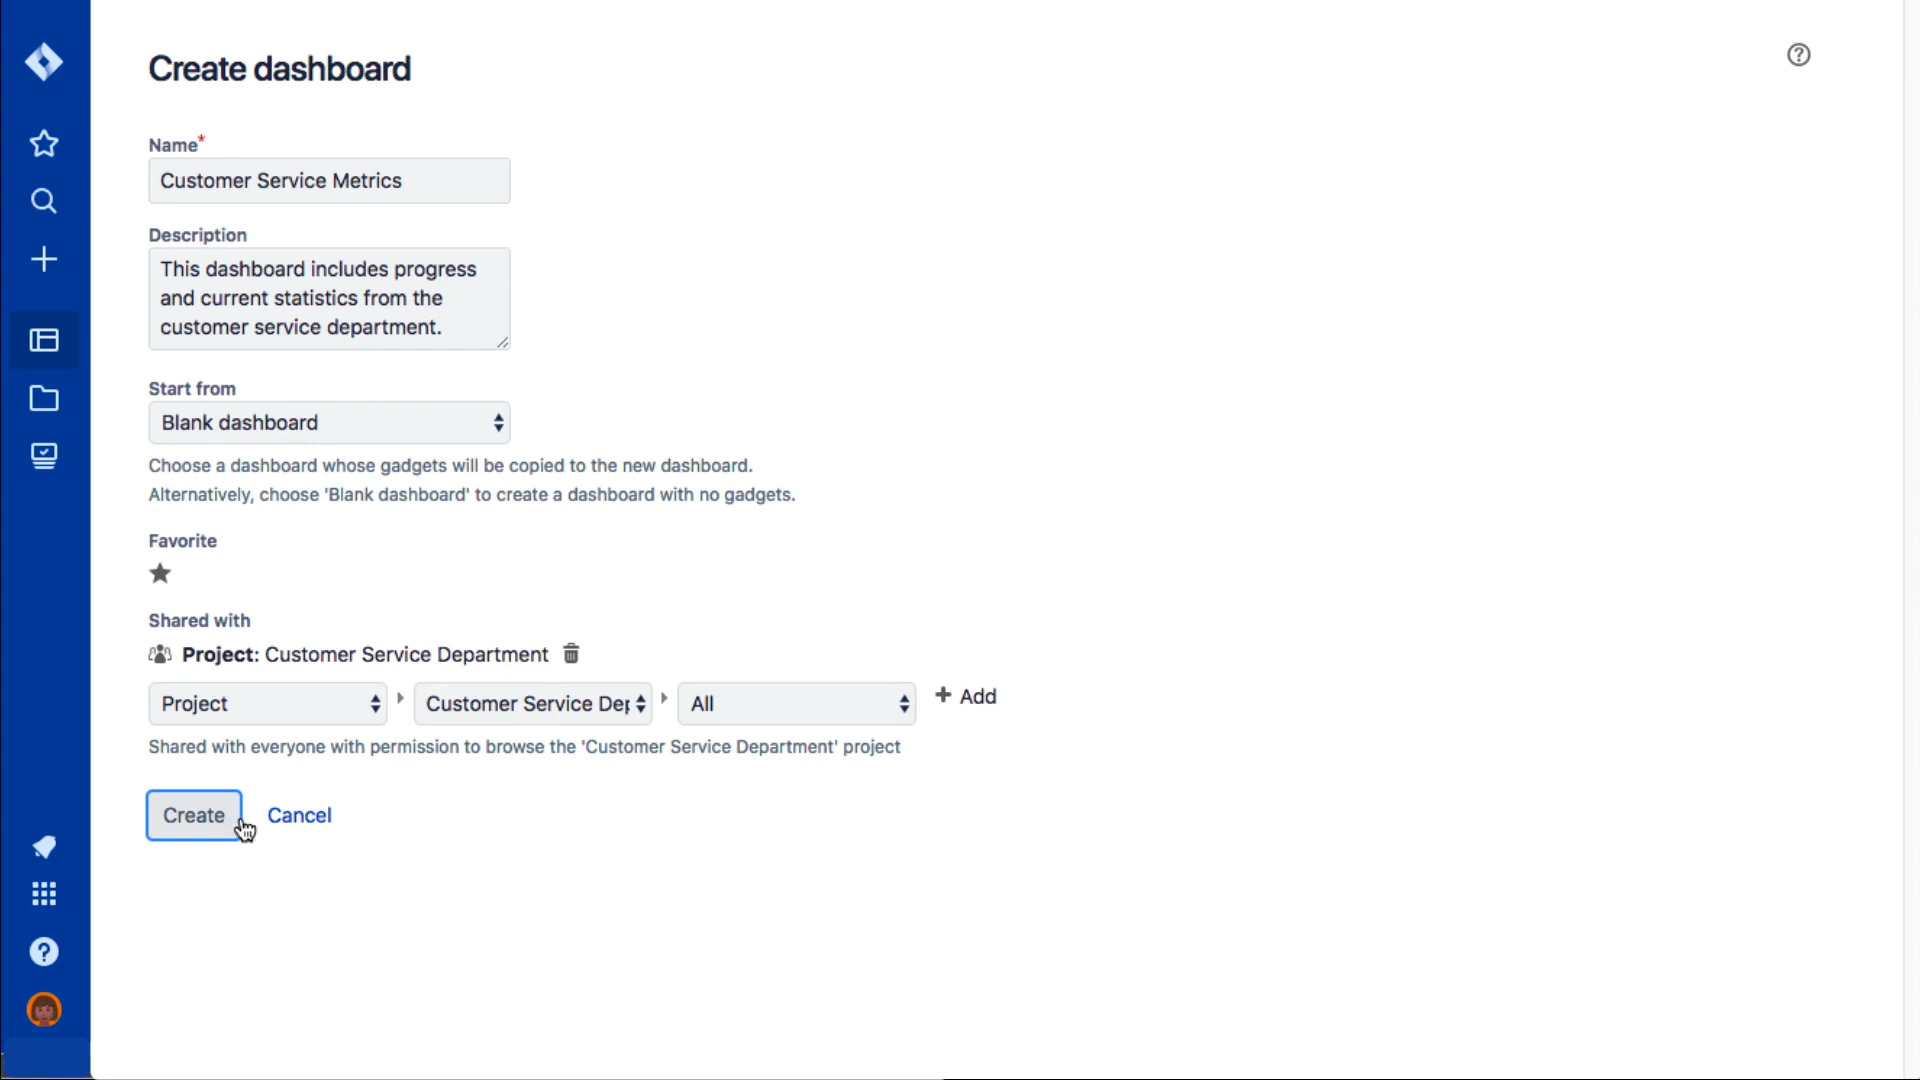 Create dashboard
Name*
Customer Service Metrics
Description
This dashboard includes progress
and current statistics from the
customer service department.
Start from
Blank dashboard
Choose a dashboard whose gadgets will be copied to the new dashboard.
Alternatively, choose 'Blank dashboard' to create a dashboard with no gadgets.
Favorite
Shared with
Project: Customer Service Department
Project Customer Service Dep All + Add
Shared with everyone with permission to browse the 'Customer Service Department' project
Create Cancel